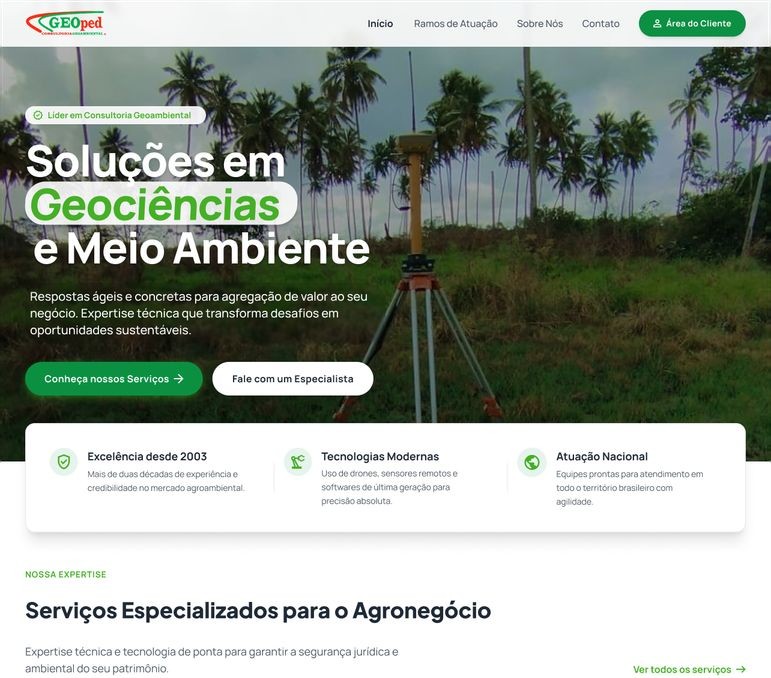 GEOped
CONSULTORIA GEOAMBIENTAL
Início
Ramos de Atuação
Sobre Nós
Contato
Área do Cliente
Líder em Consultoria Geoambiental
Soluções em
Geociências
e Meio Ambiente
Respostas ágeis e concretas para agregação de valor ao seu
negócio. Expertise técnica que transforma desafios em
oportunidades sustentáveis.
Conheça nossos Serviços
Fale com um Especialista
Excelência desde 2003
Mais de duas décadas de experiência e
credibilidade no mercado agroambiental.
Tecnologias Modernas
Uso de drones, sensores remotos e
softwares de última geração para
precisão absoluta.
Atuação Nacional
Equipes prontas para atendimento em
todo o território brasileiro com
agilidade.
NOSSA EXPERTISE
Serviços Especializados para o Agronegócio
Expertise técnica e tecnologia de ponta para garantir a segurança jurídica e
ambiental do seu patrimônio.
Ver todos os serviços